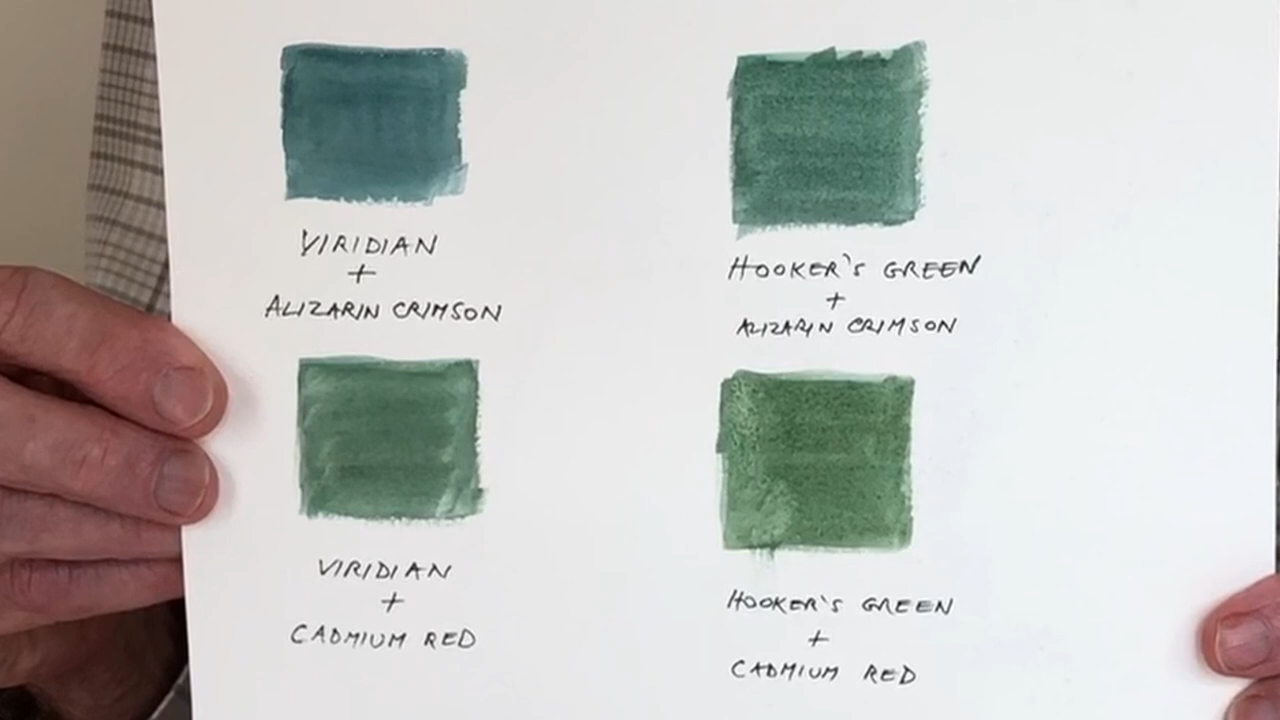 VIRIDIAN
+
ALIZARIN CRIMSON
HOOKER'S GREEN
+
ALIZARIN CRIMSON
VIRIDIAN
+
CADMIUM RED
HOOKER'S GREEN
+
CADMIUM RED